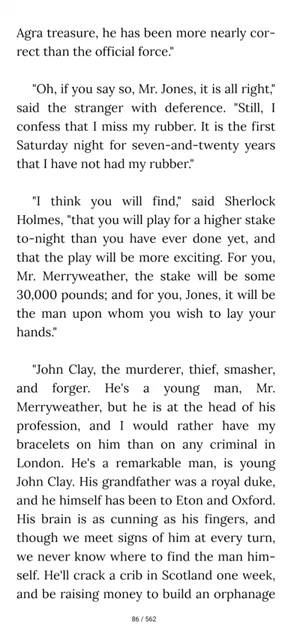 Agra treasure, he has been more nearly cor-
rect than the official force."
"Oh, if you say so, Mr. Jones, it is all right,"
said the stranger with deference. "Still, I
confess that I miss my rubber. It is the first
Saturday night for seven-and-twenty years
that I have not had my rubber."
"I think you will find," said Sherlock
Holmes, "that you will play for a higher stake
to-night than you have ever done yet, and
that the play will be more exciting. For you,
Mr. Merryweather, the stake will be some
30,000 pounds; and for you, Jones, it will be
the man upon whom you wish to lay your
hands."
"John Clay, the murderer, thief, smasher,
and forger. He's a young man, Mr.
Merryweather, but he is at the head of his
profession, and I would rather have my
bracelets on him than on any criminal in
London. He's a remarkable man, is young
John Clay. His grandfather was a royal duke,
and he himself has been to Eton and Oxford.
His brain is as cunning as his fingers, and
though we meet signs of him at every turn,
we never know where to find the man him-
self. He'll crack a crib in Scotland one week,
and be raising money to build an orphanage
86 / 562